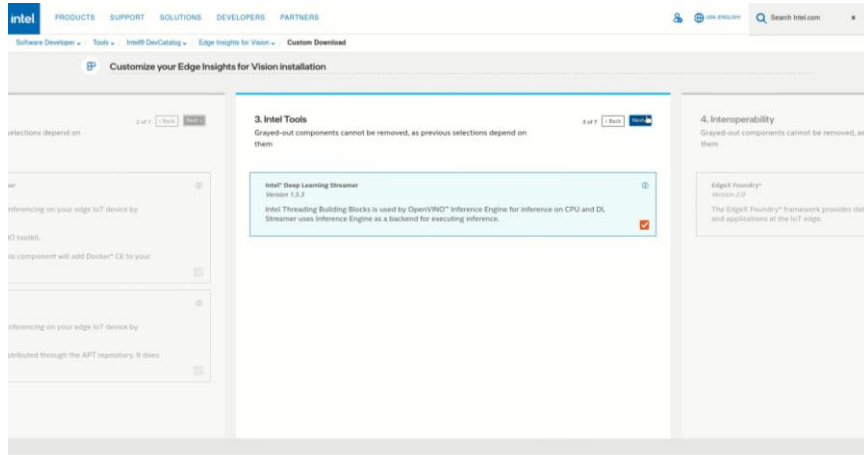 intel
PRODUCTS SUPPORT SOLUTIONS DEVELOPERS PARTNERS
USA (ENGLISH)
Search Intel.com
Software Developer / Tools / Intel® DevCatalog / Edge Insights for Vision / Custom Download
Customize your Edge Insights for Vision installation
2 of 7 ‹ Back Next ›
selections depend on
nferencing on your edge IoT device by
IO toolkit.
is component will add Docker* CE to your
nferencing on your edge IoT device by
stributed through the APT repository. It does
3. Intel Tools
3 of 7 ‹ Back Next
Grayed-out components cannot be removed, as previous selections depend on
them
Intel® Deep Learning Streamer
Version 1.5.3
Intel Threading Building Blocks is used by OpenVINO™ Inference Engine for inference on CPU and DL
Streamer uses Inference Engine as a backend for executing inference.
4. Interoperability
Grayed-out components cannot be removed, as
them
EdgeX Foundry*
Version 2.0
The EdgeX Foundry* framework provides dat
and applications at the IoT edge.